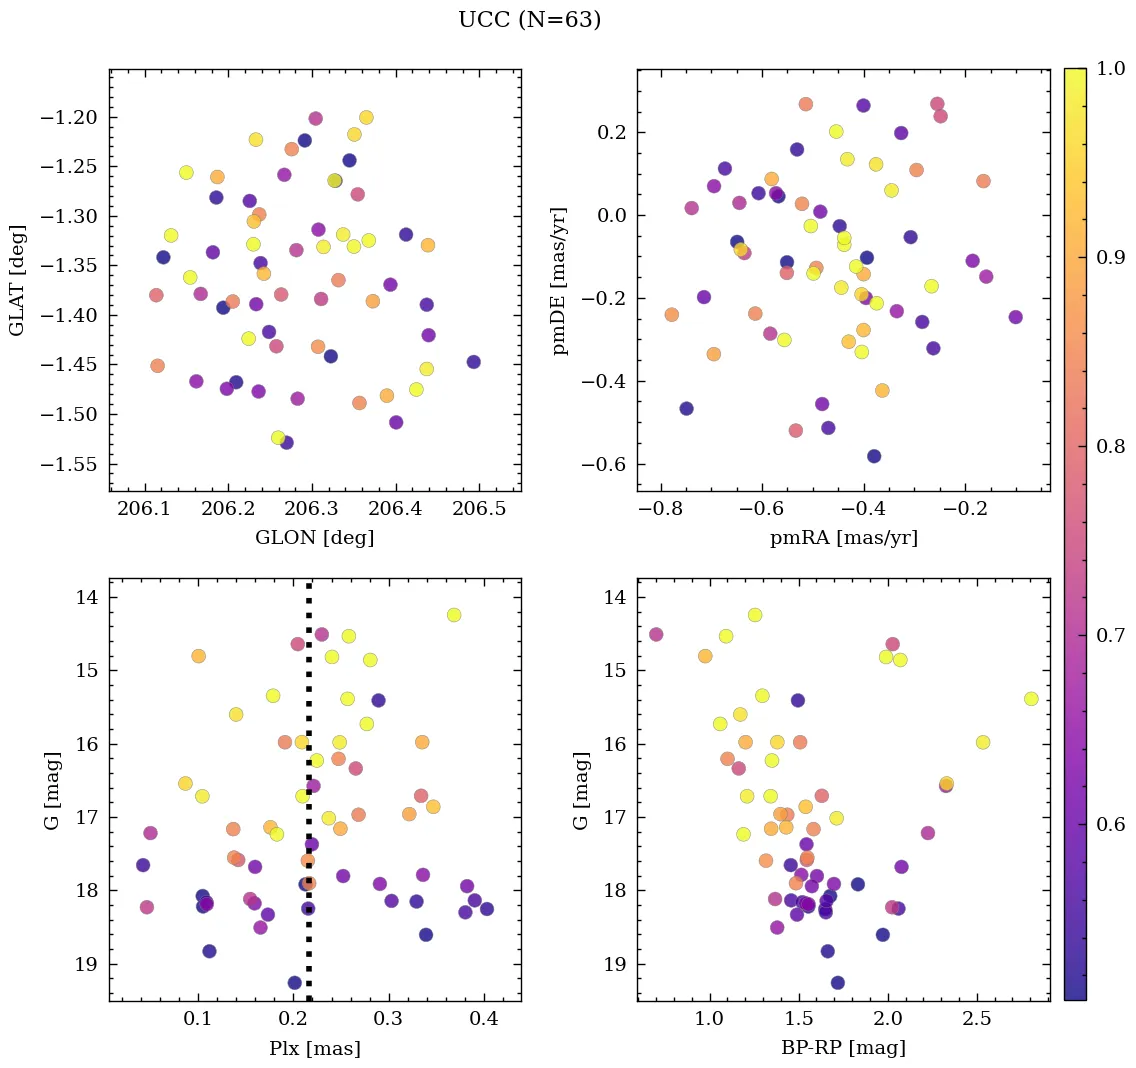 UCC (N=63)
−1.20
−1.25
−1.30
−1.35
−1.40
−1.45
−1.50
−1.55
GLAT [deg]
206.1 206.2 206.3 206.4 206.5
GLON [deg]
0.2
0.0
−0.2
−0.4
−0.6
pmDE [mas/yr]
−0.8 −0.6 −0.4 −0.2
pmRA [mas/yr]
14
15
16
17
18
19
G [mag]
0.1 0.2 0.3 0.4
Plx [mas]
14
15
16
17
18
19
G [mag]
1.0 1.5 2.0 2.5
BP-RP [mag]
1.0
0.9
0.8
0.7
0.6